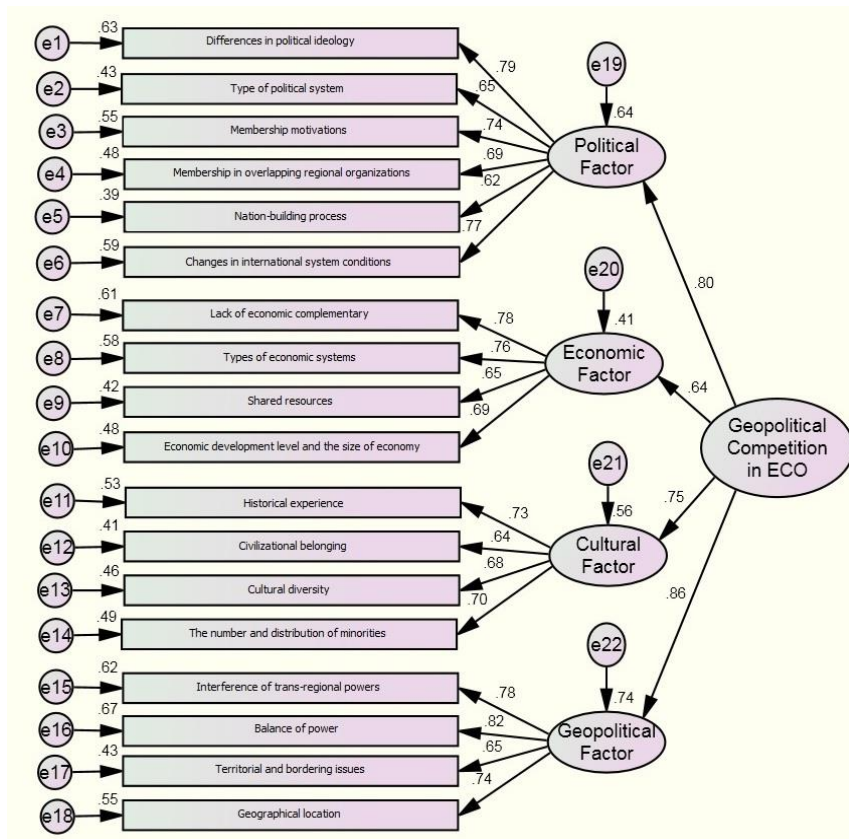 e1
.63
Differences in political ideology
e2
.43
Type of political system
e3
.55
Membership motivations
e4
.48
Membership in overlapping regional organizations
e5
.39
Nation-building process
e6
.59
Changes in international system conditions
.79
.65
.74
.69
.62
.77
e19
.64
Political
Factor
e7
.61
Lack of economic complementary
e8
.58
Types of economic systems
e9
.42
Shared resources
e10
.48
Economic development level and the size of economy
.78
.76
.65
.69
e20
.41
Economic
Factor
e11
.53
Historical experience
e12
.41
Civilizational belonging
e13
.46
Cultural diversity
e14
.49
The number and distribution of minorities
.73
.64
.68
.70
e21
.56
Cultural
Factor
e15
.62
Interference of trans-regional powers
e16
.67
Balance of power
e17
.43
Territorial and bordering issues
e18
.55
Geographical location
.78
.82
.65
.74
e22
.74
Geopolitical
Factor
.80
.64
.75
.86
Geopolitical
Competition
in ECO